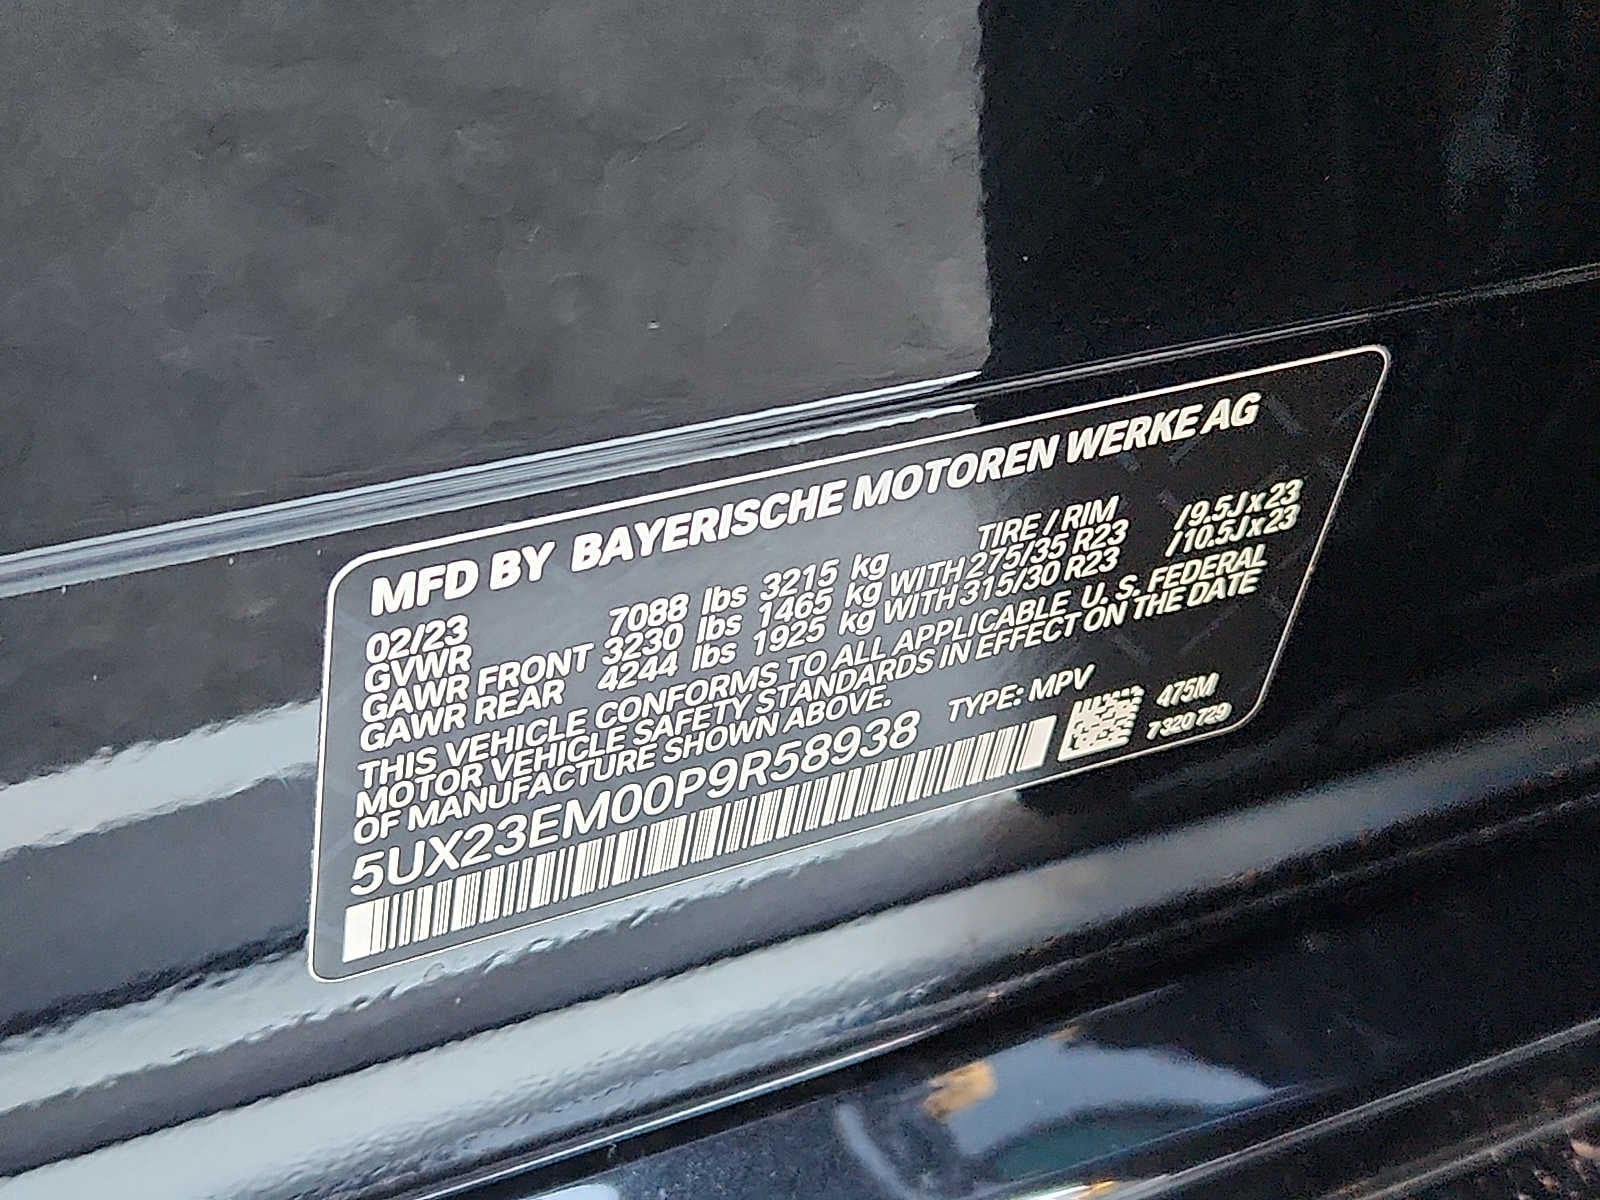 MFD BY BAYERISCHE MOTOREN WERKE AG
02/23 TIRE / RIM
GVWR 7088 lbs 3215 kg
GAWR FRONT 3230 lbs 1465 kg WITH 275/35 R23 /9.5J x 23
GAWR REAR 4244 lbs 1925 kg WITH 315/30 R23 /10.5J x 23
THIS VEHICLE CONFORMS TO ALL APPLICABLE U. S. FEDERAL
MOTOR VEHICLE SAFETY STANDARDS IN EFFECT ON THE DATE
OF MANUFACTURE SHOWN ABOVE.
5UX23EM00P9R58938 TYPE: MPV
475M
7 320 729